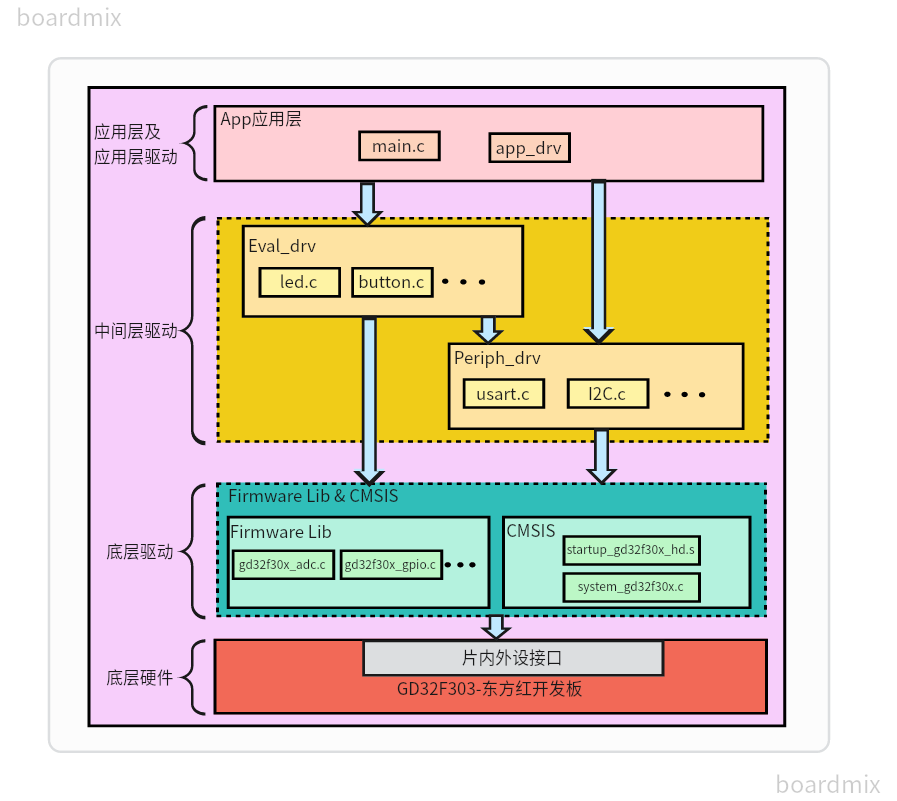 boardmix
应用层及
应用层驱动
App应用层
main.c
app_drv
中间层驱动
Eval_drv
led.c
button.c
Periph_drv
usart.c
I2C.c
底层驱动
Firmware Lib & CMSIS
Firmware Lib
gd32f30x_adc.c
gd32f30x_gpio.c
CMSIS
startup_gd32f30x_hd.s
system_gd32f30x.c
底层硬件
片内外设接口
GD32F303-东方红开发板
boardmix